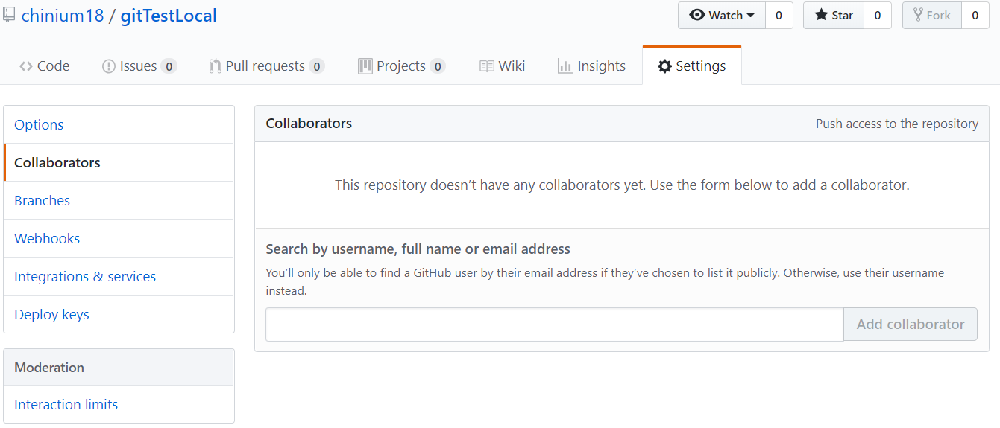 chinium18 / gitTestLocal
Watch 0 Star 0 Fork 0
Code Issues 0 Pull requests 0 Projects 0 Wiki Insights Settings
Options
Collaborators
Branches
Webhooks
Integrations & services
Deploy keys
Moderation
Interaction limits
Collaborators Push access to the repository
This repository doesn’t have any collaborators yet. Use the form below to add a collaborator.
Search by username, full name or email address
You’ll only be able to find a GitHub user by their email address if they’ve chosen to list it publicly. Otherwise, use their username
instead.
Add collaborator